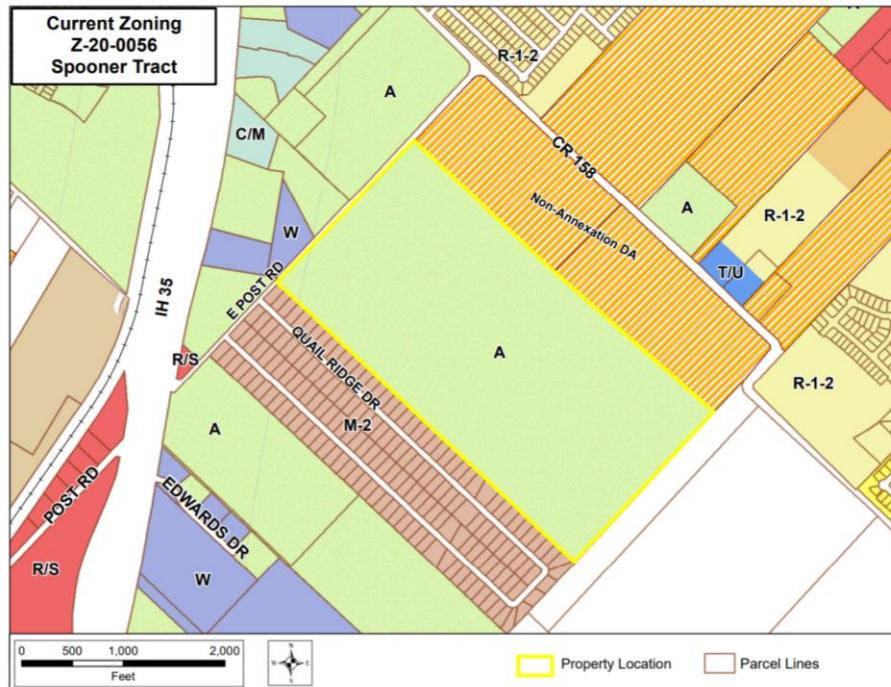 Current Zoning
Z-20-0056
Spooner Tract
R-1-2
A
C/M
CR 158
A
Non-Annexation DA
R-1-2
W
T/U
IH 35
E POST RD
A
R/S
QUAIL RIDGE DR
R-1-2
M-2
A
POST RD
EDWARDS DR
R/S
W
0 500 1,000 2,000
Feet
N
W E
S
Property Location
Parcel Lines